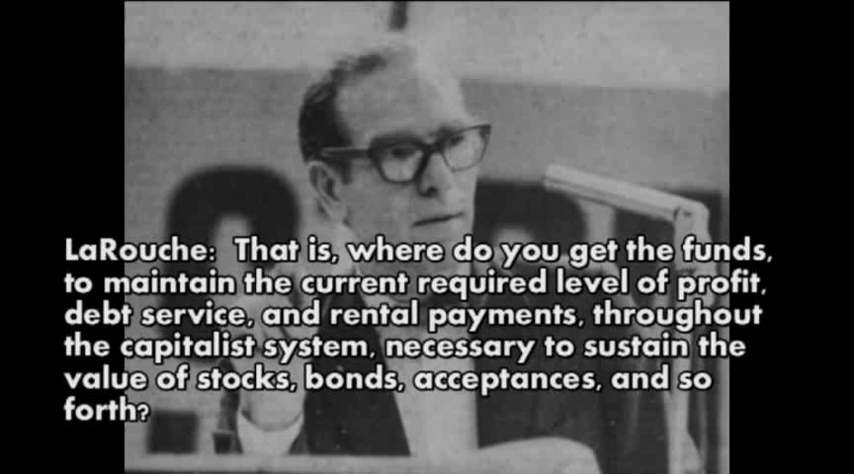 LaRouche: That is, where do you get the funds,
to maintain the current required level of profit,
debt service, and rental payments, throughout
the capitalist system, necessary to sustain the
value of stocks, bonds, acceptances, and so
forth?